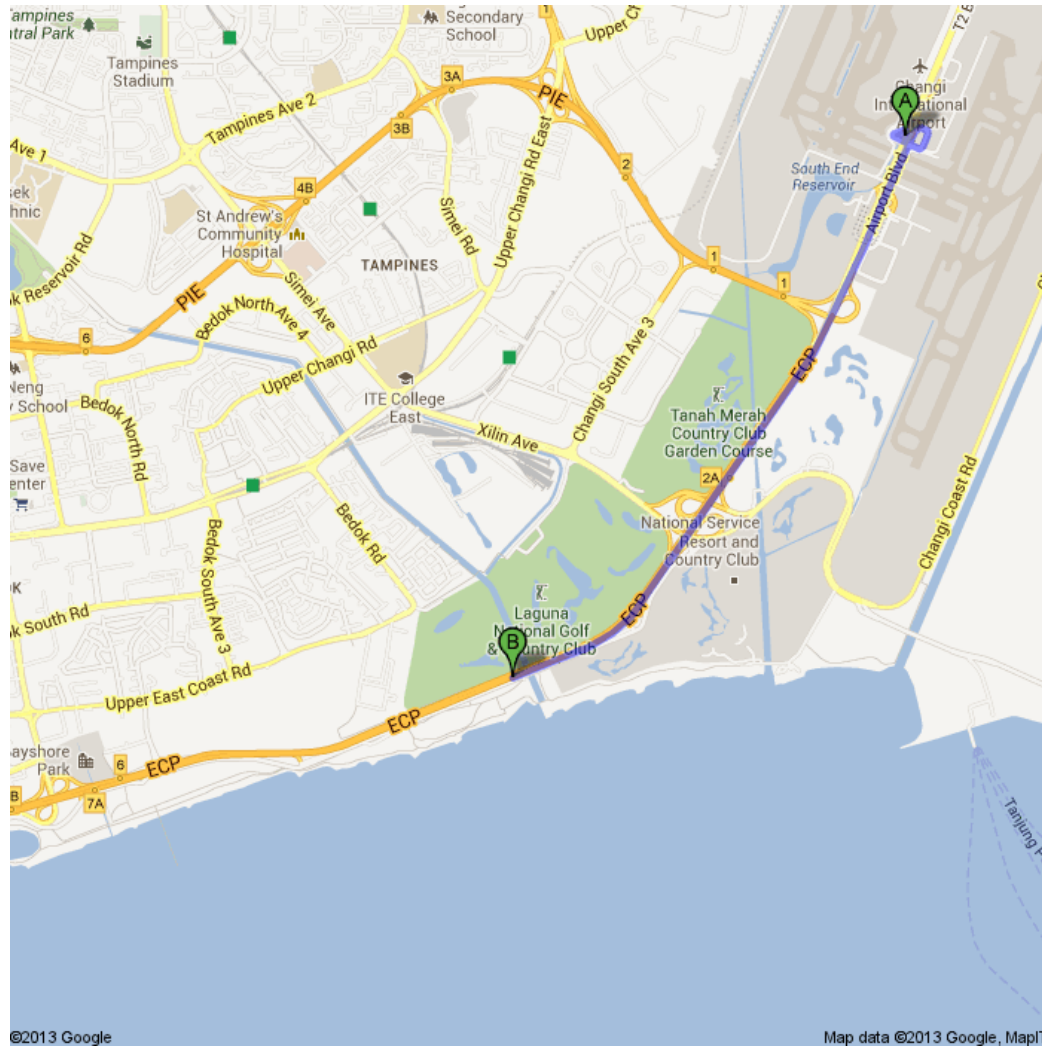 Tampines
Central Park
Tampines
Stadium
Secondary
School
Upper Ch
T2 B
1
3A
PIE
3B
Tampines Ave 2
Ave 1
Changi
International
Airport
A
2
South End
Reservoir
Airport Blvd
4B
St Andrew's
Community
Hospital
Simei Rd
Upper Changi Rd East
TAMPINES
Reservoir Rd
PIE
Simei Ave
1
1
Bedok North Ave 4
6
Upper Changi Rd
Changi South Ave 3
ECP
Neng
School
Bedok North Rd
ITE College
East
Tanah Merah
Country Club
Garden Course
Xilin Ave
2A
Save
Bedok South Ave 3
Bedok Rd
National Service
Resort and
Country Club
Changi Coast Rd
South Rd
ECP
Laguna
National Golf
& Country Club
B
Upper East Coast Rd
ECP
Bayshore
Park
6
ECP
7A
B
Tanjung
©2013 Google
Map data ©2013 Google, MapIT